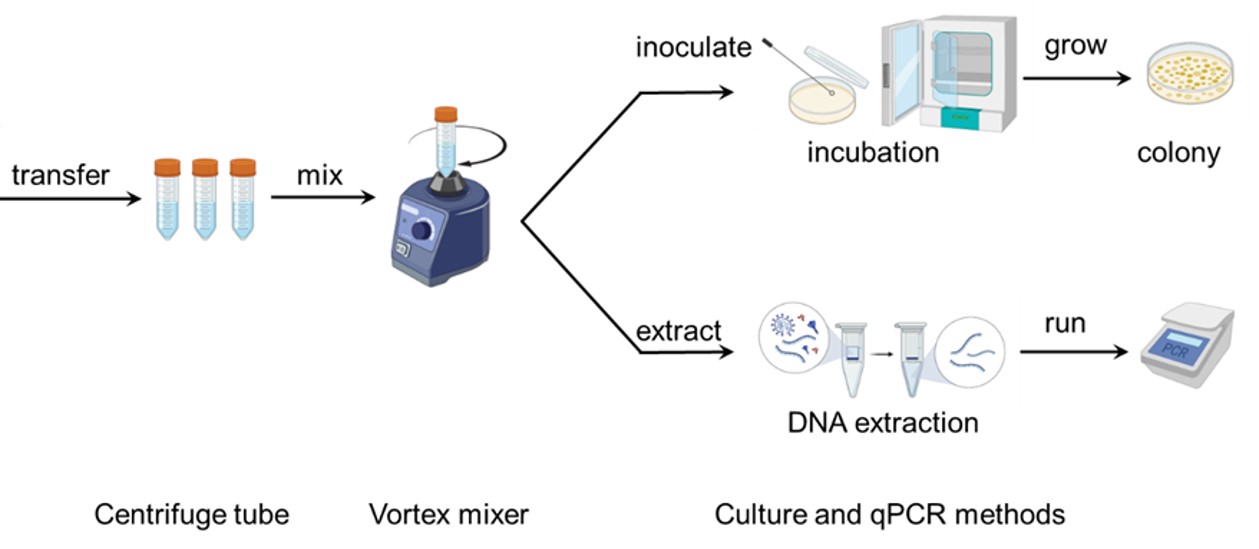 transfer
mix
inoculate
incubation
grow
colony
extract
DNA extraction
run
PCR
Centrifuge tube
Vortex mixer
Culture and qPCR methods